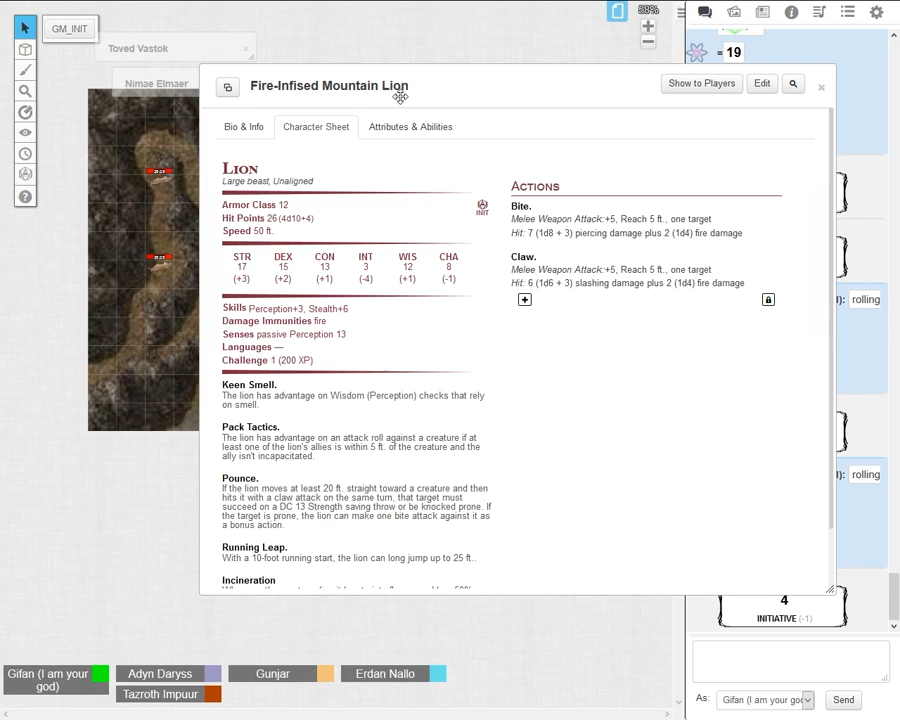 GM_INIT
Toved Vastok
×
Nimae Elmaer
88%
= 19
Fire-Infised Mountain Lion
Show to Players
Edit
×
Bio & Info
Character Sheet
Attributes & Abilities
Lion
Large beast, Unaligned
Armor Class 12
Hit Points 26 (4d10+4)
Speed 50 ft.
INIT
STR DEX CON INT WIS CHA
17 15 13 3 12 8
(+3) (+2) (+1) (-4) (+1) (-1)
Skills Perception+3, Stealth+6
Damage Immunities fire
Senses passive Perception 13
Languages —
Challenge 1 (200 XP)
Keen Smell.
The lion has advantage on Wisdom (Perception) checks that rely
on smell.
Pack Tactics.
The lion has advantage on an attack roll against a creature if at
least one of the lion's allies is within 5 ft. of the creature and the
ally isn't incapacitated.
Pounce.
If the lion moves at least 20 ft. straight toward a creature and then
hits it with a claw attack on the same turn, that target must
succeed on a DC 13 Strength saving throw or be knocked prone. If
the target is prone, the lion can make one bite attack against it as
a bonus action.
Running Leap.
With a 10-foot running start, the lion can long jump up to 25 ft..
Incineration
Actions
Bite.
Melee Weapon Attack:+5, Reach 5 ft., one target
Hit: 7 (1d8 + 3) piercing damage plus 2 (1d4) fire damage
Claw.
Melee Weapon Attack:+5, Reach 5 ft., one target
Hit: 6 (1d6 + 3) slashing damage plus 2 (1d4) fire damage
): rolling
): rolling
4
INITIATIVE (-1)
Gifan (I am your
god)
Adyn Daryss
Gunjar
Erdan Nallo
Tazroth Impuur
As:
Gifan (I am your god
Send